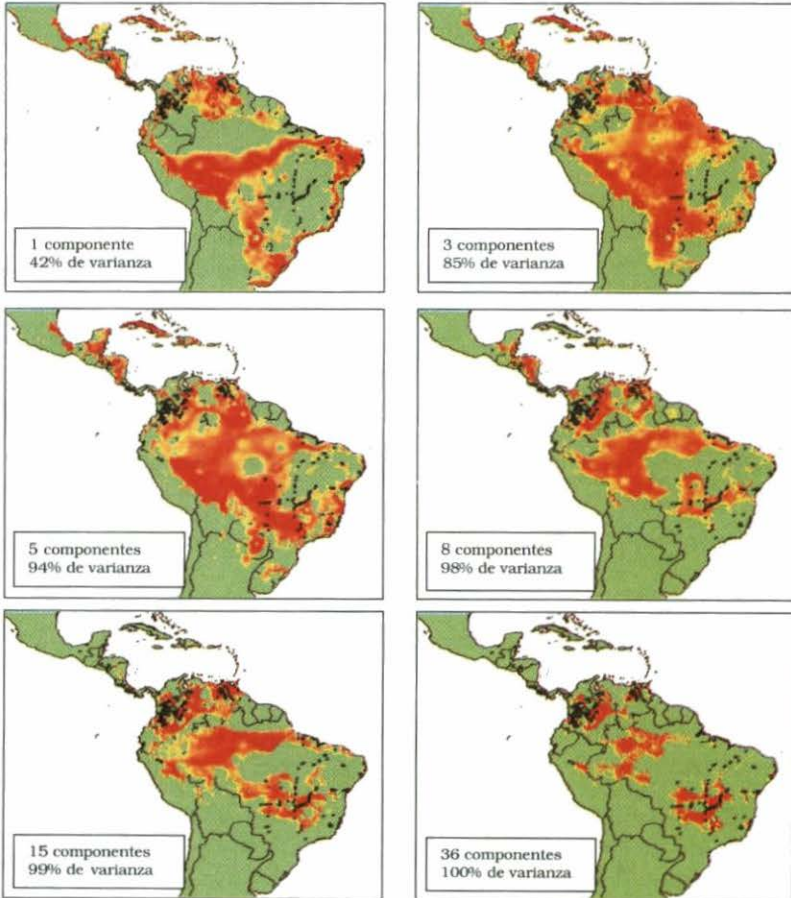 1 componente
42% de varianza
3 componentes
85% de varianza
5 componentes
94% de varianza
8 componentes
98% de varianza
15 componentes
99% de varianza
36 componentes
100% de varianza